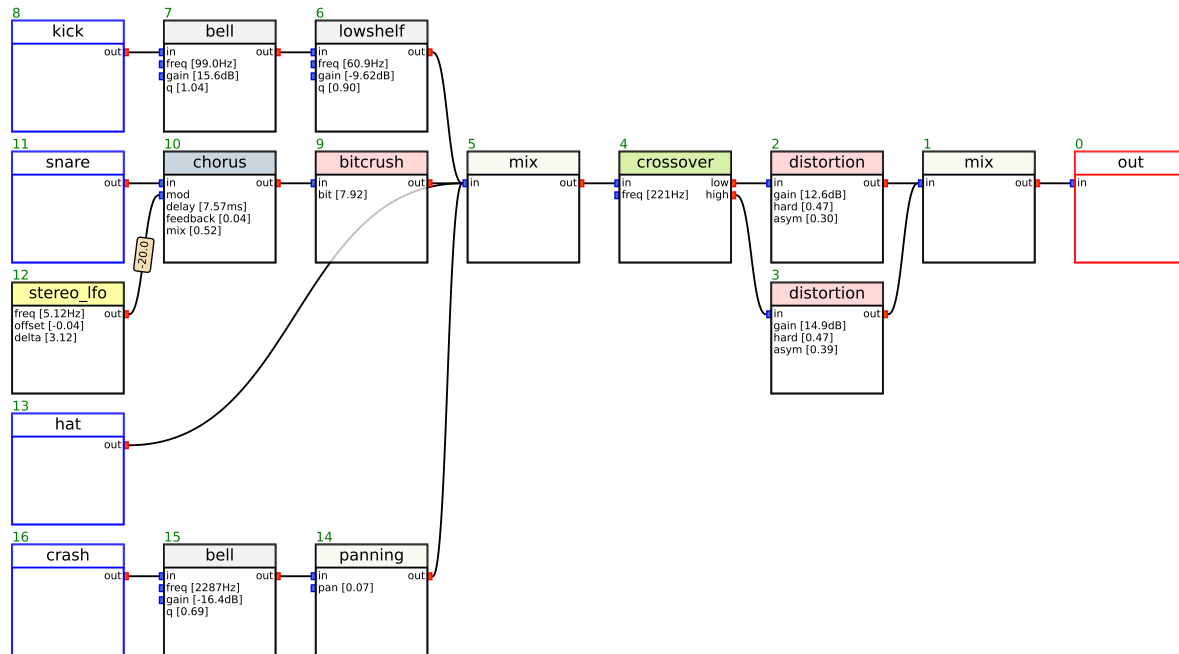 8
kick
out
7
bell
in out
freq [99.0Hz]
gain [15.6dB]
q [1.04]
6
lowshelf
in out
freq [60.9Hz]
gain [-9.62dB]
q [0.90]
11
snare
out
10
chorus
in out
mod
delay [7.57ms]
feedback [0.04]
mix [0.52]
9
bitcrush
in out
bit [7.92]
5
mix
in out
4
crossover
in low
freq [221Hz] high
2
distortion
in out
gain [12.6dB]
hard [0.47]
asym [0.30]
1
mix
in out
0
out
in
-20.0
12
stereo_lfo
freq [5.12Hz] out
offset [-0.04]
delta [3.12]
3
distortion
in out
gain [14.9dB]
hard [0.47]
asym [0.39]
13
hat
out
16
crash
out
15
bell
in out
freq [2287Hz]
gain [-16.4dB]
q [0.69]
14
panning
in out
pan [0.07]